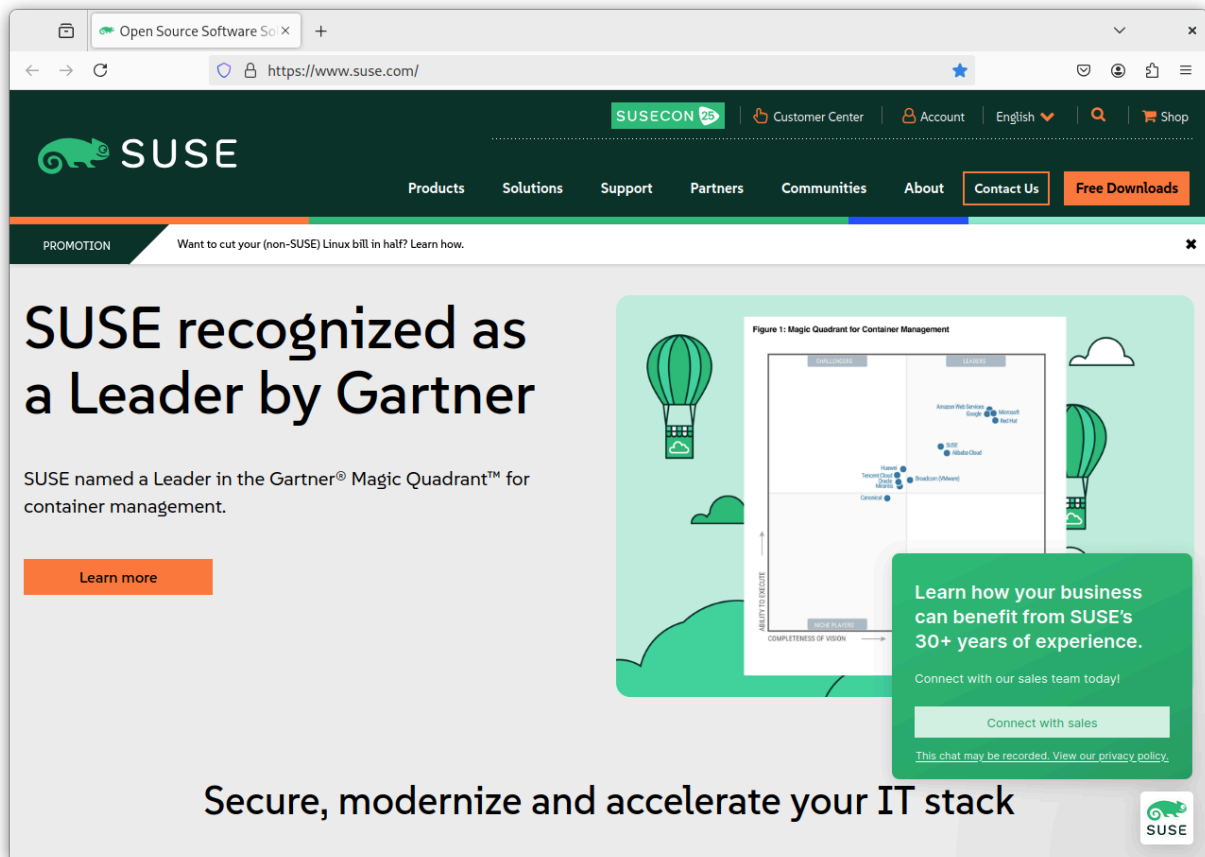 Open Source Software So
https://www.suse.com/
SUSECON 25
Customer Center
Account
English
Shop
SUSE
Products
Solutions
Support
Partners
Communities
About
Contact Us
Free Downloads
PROMOTION
Want to cut your (non-SUSE) Linux bill in half? Learn how.
SUSE recognized as
a Leader by Gartner
SUSE named a Leader in the Gartner® Magic Quadrant™ for
container management.
Learn more
Figure 1: Magic Quadrant for Container Management
CHALLENGERS
LEADERS
Amazon Web Services
Google
Microsoft
Red Hat
SUSE
Alibaba Cloud
Huawei
Tencent Cloud
Oracle
Mirantis
Broadcom (VMware)
Canonical
ABILITY TO EXECUTE
NICHE PLAYERS
COMPLETENESS OF VISION
Learn how your business
can benefit from SUSE's
30+ years of experience.
Connect with our sales team today!
Connect with sales
This chat may be recorded. View our privacy policy.
Secure, modernize and accelerate your IT stack
SUSE